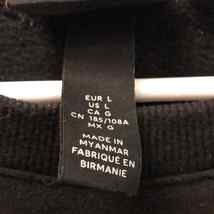 EUR L
US L
CA G
CN 185/108A
MX G
MADE IN
MYANMAR
FABRIQUÉ EN
BIRMANIE